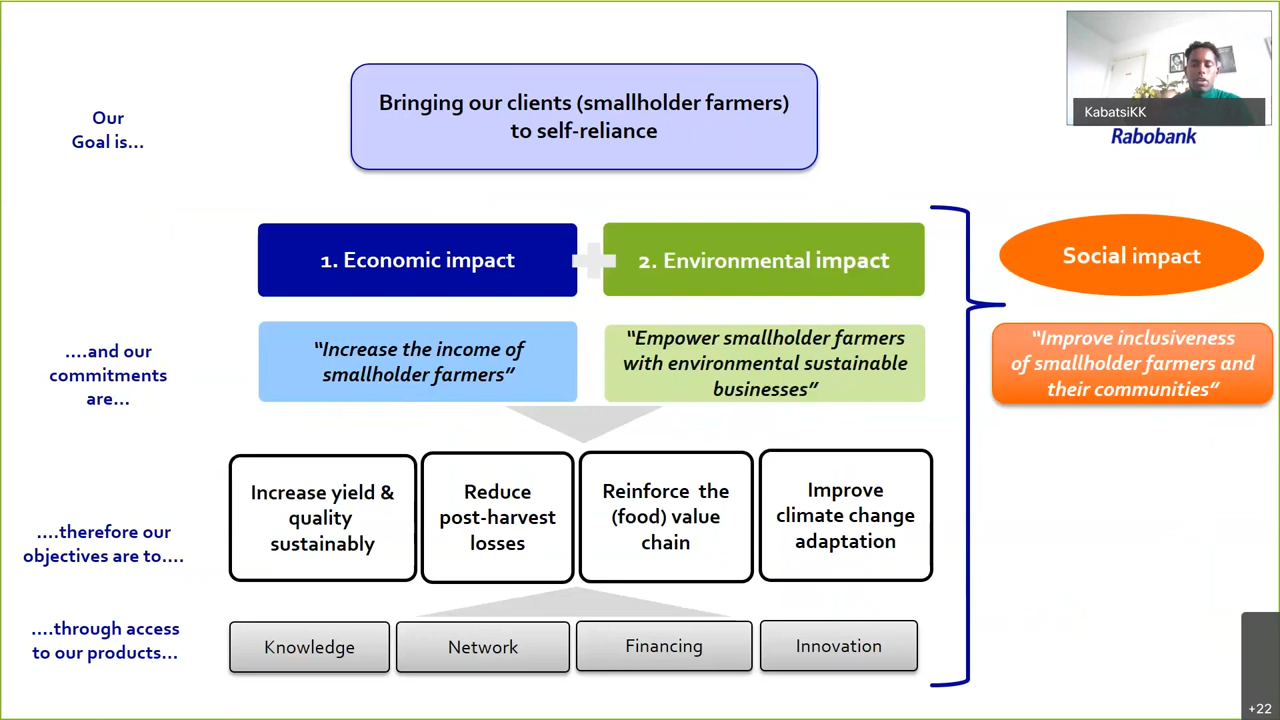 Our
Goal is...
Bringing our clients (smallholder farmers)
to self-reliance
KabatsiKK
Rabobank
1. Economic impact
2. Environmental impact
Social impact
....and our
commitments
are...
“Increase the income of
smallholder farmers”
“Empower smallholder farmers
with environmental sustainable
businesses”
“Improve inclusiveness
of smallholder farmers and
their communities”
....therefore our
objectives are to....
Increase yield &
quality
sustainably
Reduce
post-harvest
losses
Reinforce the
(food) value
chain
Improve
climate change
adaptation
....through access
to our products...
Knowledge
Network
Financing
Innovation
+22